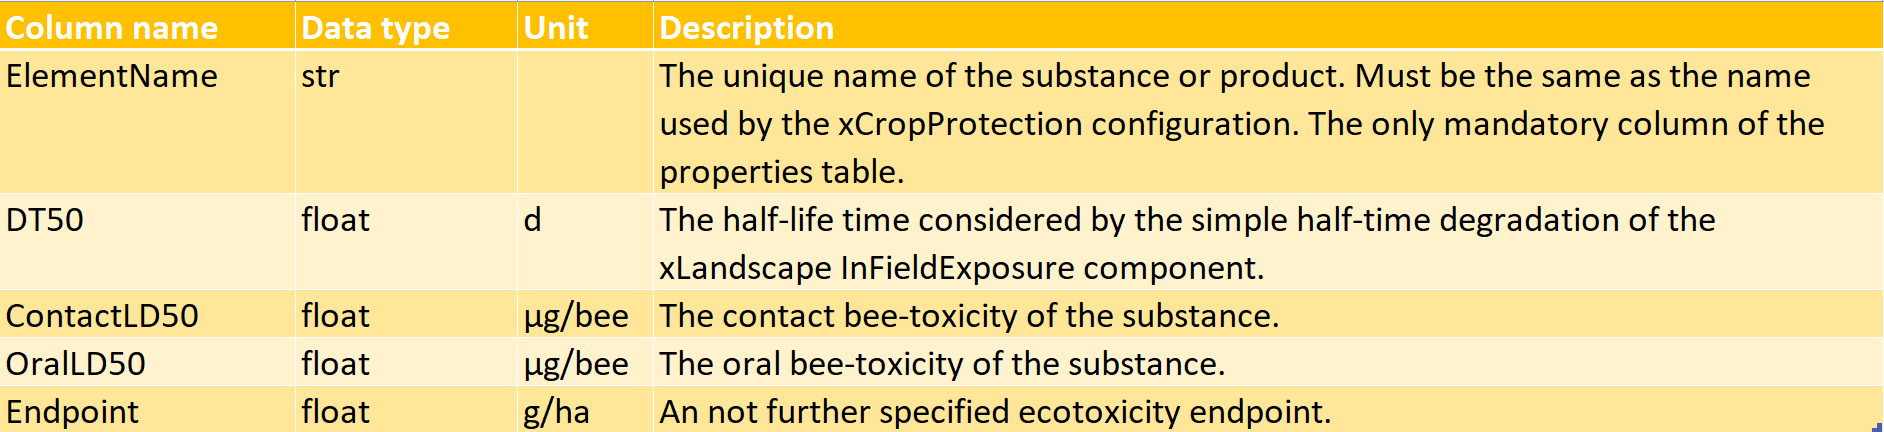 Column name Data type Unit Description
ElementName str The unique name of the substance or product. Must be the same as the name
used by the xCropProtection configuration. The only mandatory column of the
properties table.
DT50 float d The half-life time considered by the simple half-time degradation of the
xLandscape InFieldExposure component.
ContactLD50 float µg/bee The contact bee-toxicity of the substance.
OralLD50 float µg/bee The oral bee-toxicity of the substance.
Endpoint float g/ha An not further specified ecotoxicity endpoint.